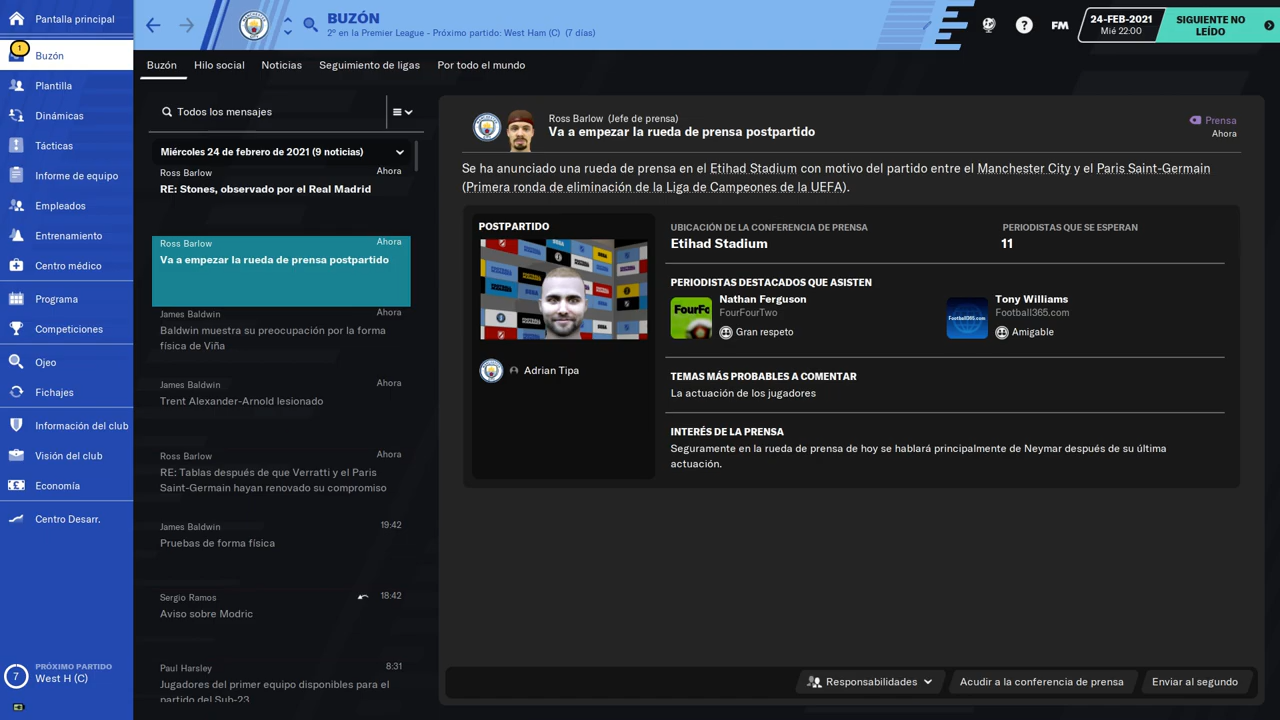 Pantalla principal
1
Buzón
Plantilla
Dinámicas
Tácticas
Informe de equipo
Empleados
Entrenamiento
Centro médico
Programa
Competiciones
Ojeo
Fichajes
Información del club
Visión del club
Economía
Centro Desarr.
PRÓXIMO PARTIDO
7
West H (C)
BUZÓN
2º en la Premier League - Próximo partido: West Ham (C) (7 días)
FM
24-FEB-2021
Mié 22:00
SIGUIENTE NO
LEÍDO
Buzón
Hilo social
Noticias
Seguimiento de ligas
Por todo el mundo
Todos los mensajes
Miércoles 24 de febrero de 2021 (9 noticias)
Ross Barlow
Ahora
RE: Stones, observado por el Real Madrid
Ross Barlow
Ahora
Va a empezar la rueda de prensa postpartido
James Baldwin
Ahora
Baldwin muestra su preocupación por la forma
física de Viña
James Baldwin
Ahora
Trent Alexander-Arnold lesionado
Ross Barlow
Ahora
RE: Tablas después de que Verratti y el Paris
Saint-Germain hayan renovado su compromiso
James Baldwin
19:42
Pruebas de forma física
Sergio Ramos
18:42
Aviso sobre Modric
Paul Harsley
8:31
Jugadores del primer equipo disponibles para el
partido del Sub-23
Ross Barlow (Jefe de prensa)
Va a empezar la rueda de prensa postpartido
Prensa
Ahora
Se ha anunciado una rueda de prensa en el Etihad Stadium con motivo del partido entre el Manchester City y el Paris Saint-Germain
(Primera ronda de eliminación de la Liga de Campeones de la UEFA).
POSTPARTIDO
Adrian Tipa
UBICACIÓN DE LA CONFERENCIA DE PRENSA
Etihad Stadium
PERIODISTAS QUE SE ESPERAN
11
PERIODISTAS DESTACADOS QUE ASISTEN
FourFo
Nathan Ferguson
FourFourTwo
Gran respeto
Football365.com
Tony Williams
Football365.com
Amigable
TEMAS MÁS PROBABLES A COMENTAR
La actuación de los jugadores
INTERÉS DE LA PRENSA
Seguramente en la rueda de prensa de hoy se hablará principalmente de Neymar después de su última
actuación.
Responsabilidades
Acudir a la conferencia de prensa
Enviar al segundo